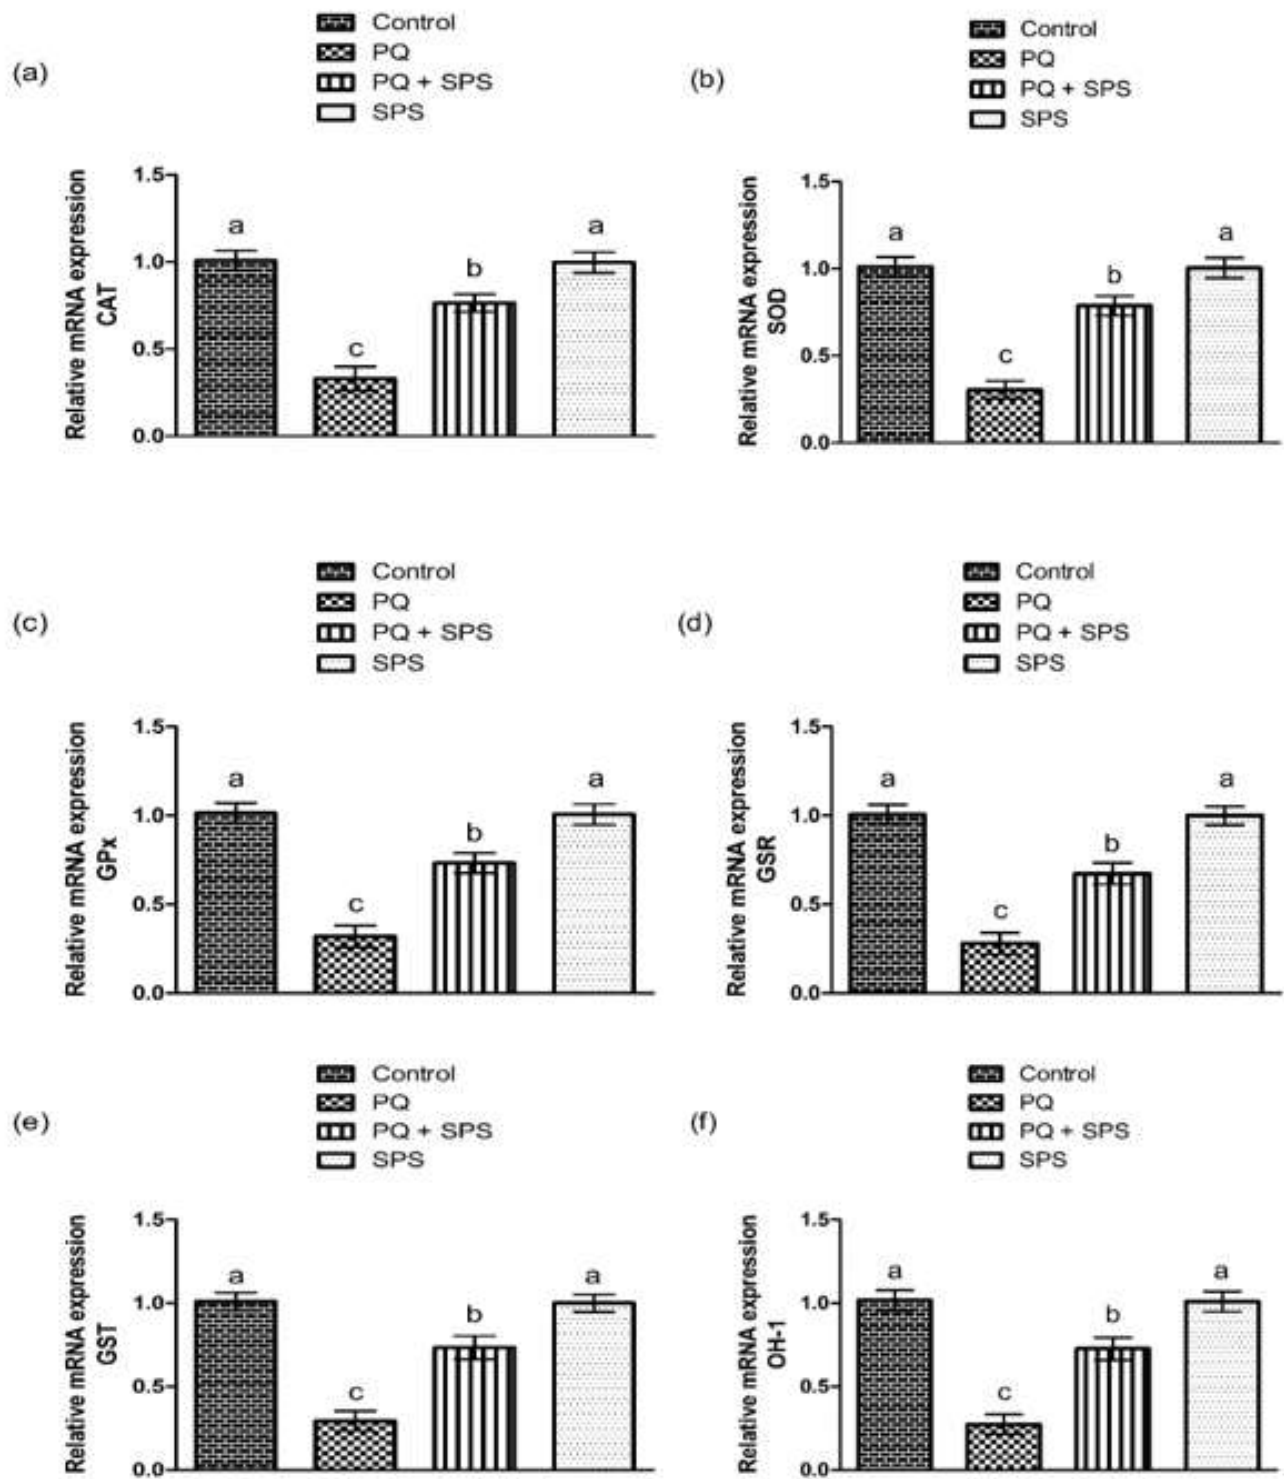 (a)
Control
PQ
PQ + SPS
SPS
Relative mRNA expression
CAT
1.5
1.0
0.5
0.0
a
c
b
a
(b)
Control
PQ
PQ + SPS
SPS
Relative mRNA expression
SOD
1.5
1.0
0.5
0.0
a
c
b
a
(c)
Control
PQ
PQ + SPS
SPS
Relative mRNA expression
GPx
1.5
1.0
0.5
0.0
a
c
b
a
(d)
Control
PQ
PQ + SPS
SPS
Relative mRNA expression
GSR
1.5
1.0
0.5
0.0
a
c
b
a
(e)
Control
PQ
PQ + SPS
SPS
Relative mRNA expression
GST
1.5
1.0
0.5
0.0
a
c
b
a
(f)
Control
PQ
PQ + SPS
SPS
Relative mRNA expression
OH-1
1.5
1.0
0.5
0.0
a
c
b
a